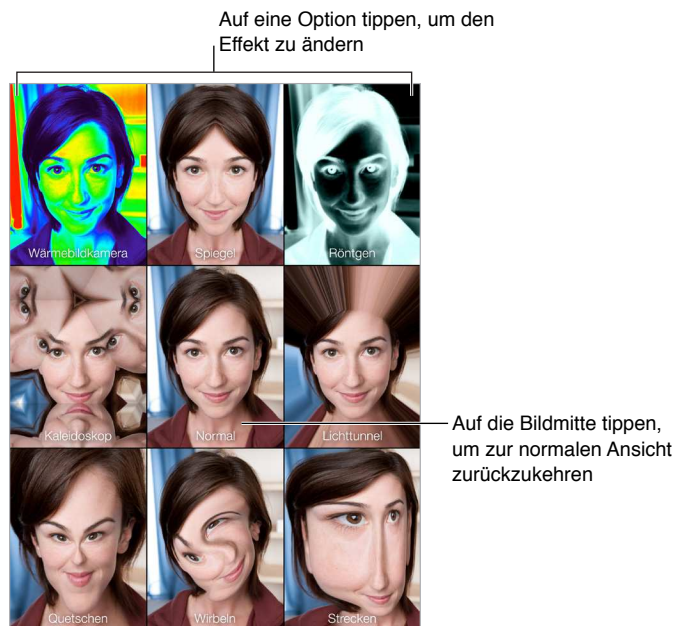 Auf eine Option tippen, um den
Effekt zu ändern
Wärmebildkamera
Spiegel
Röntgen
Kaleidoskop
Normal
Lichttunnel
Auf die Bildmitte tippen,
um zur normalen Ansicht
zurückzukehren
Quetschen
Wirbeln
Strecken